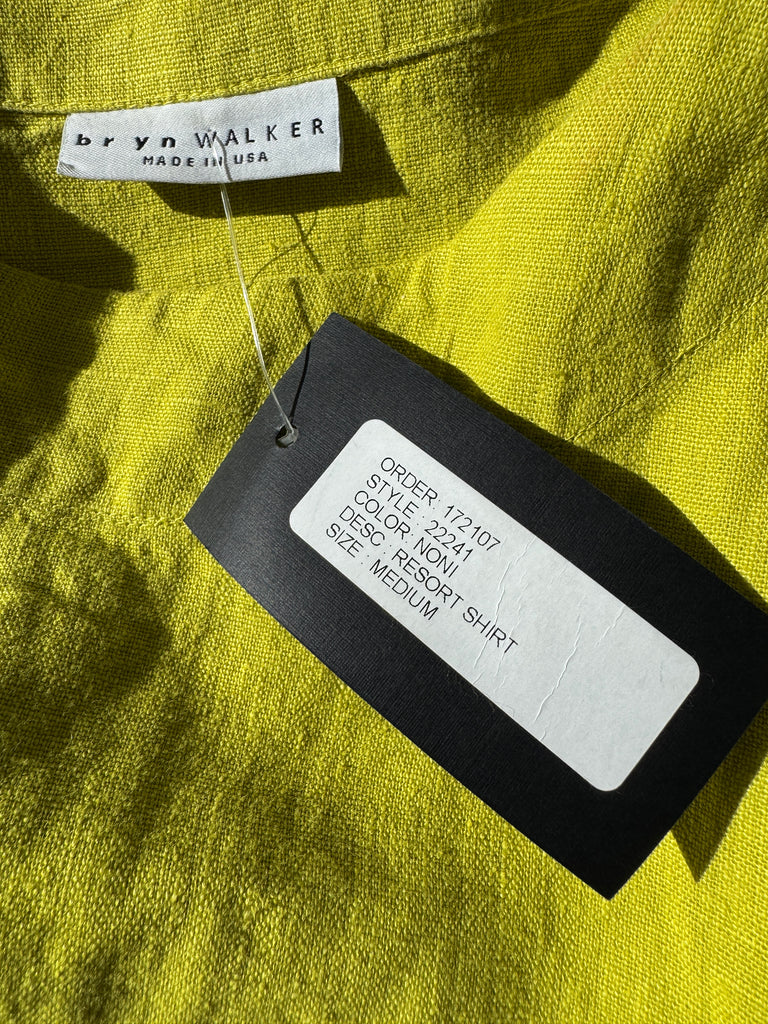 bryn WALKER
MADE IN USA
ORDER: 172107
STYLE : 22241
COLOR: NONI
DESC : RESORT SHIRT
SIZE : MEDIUM